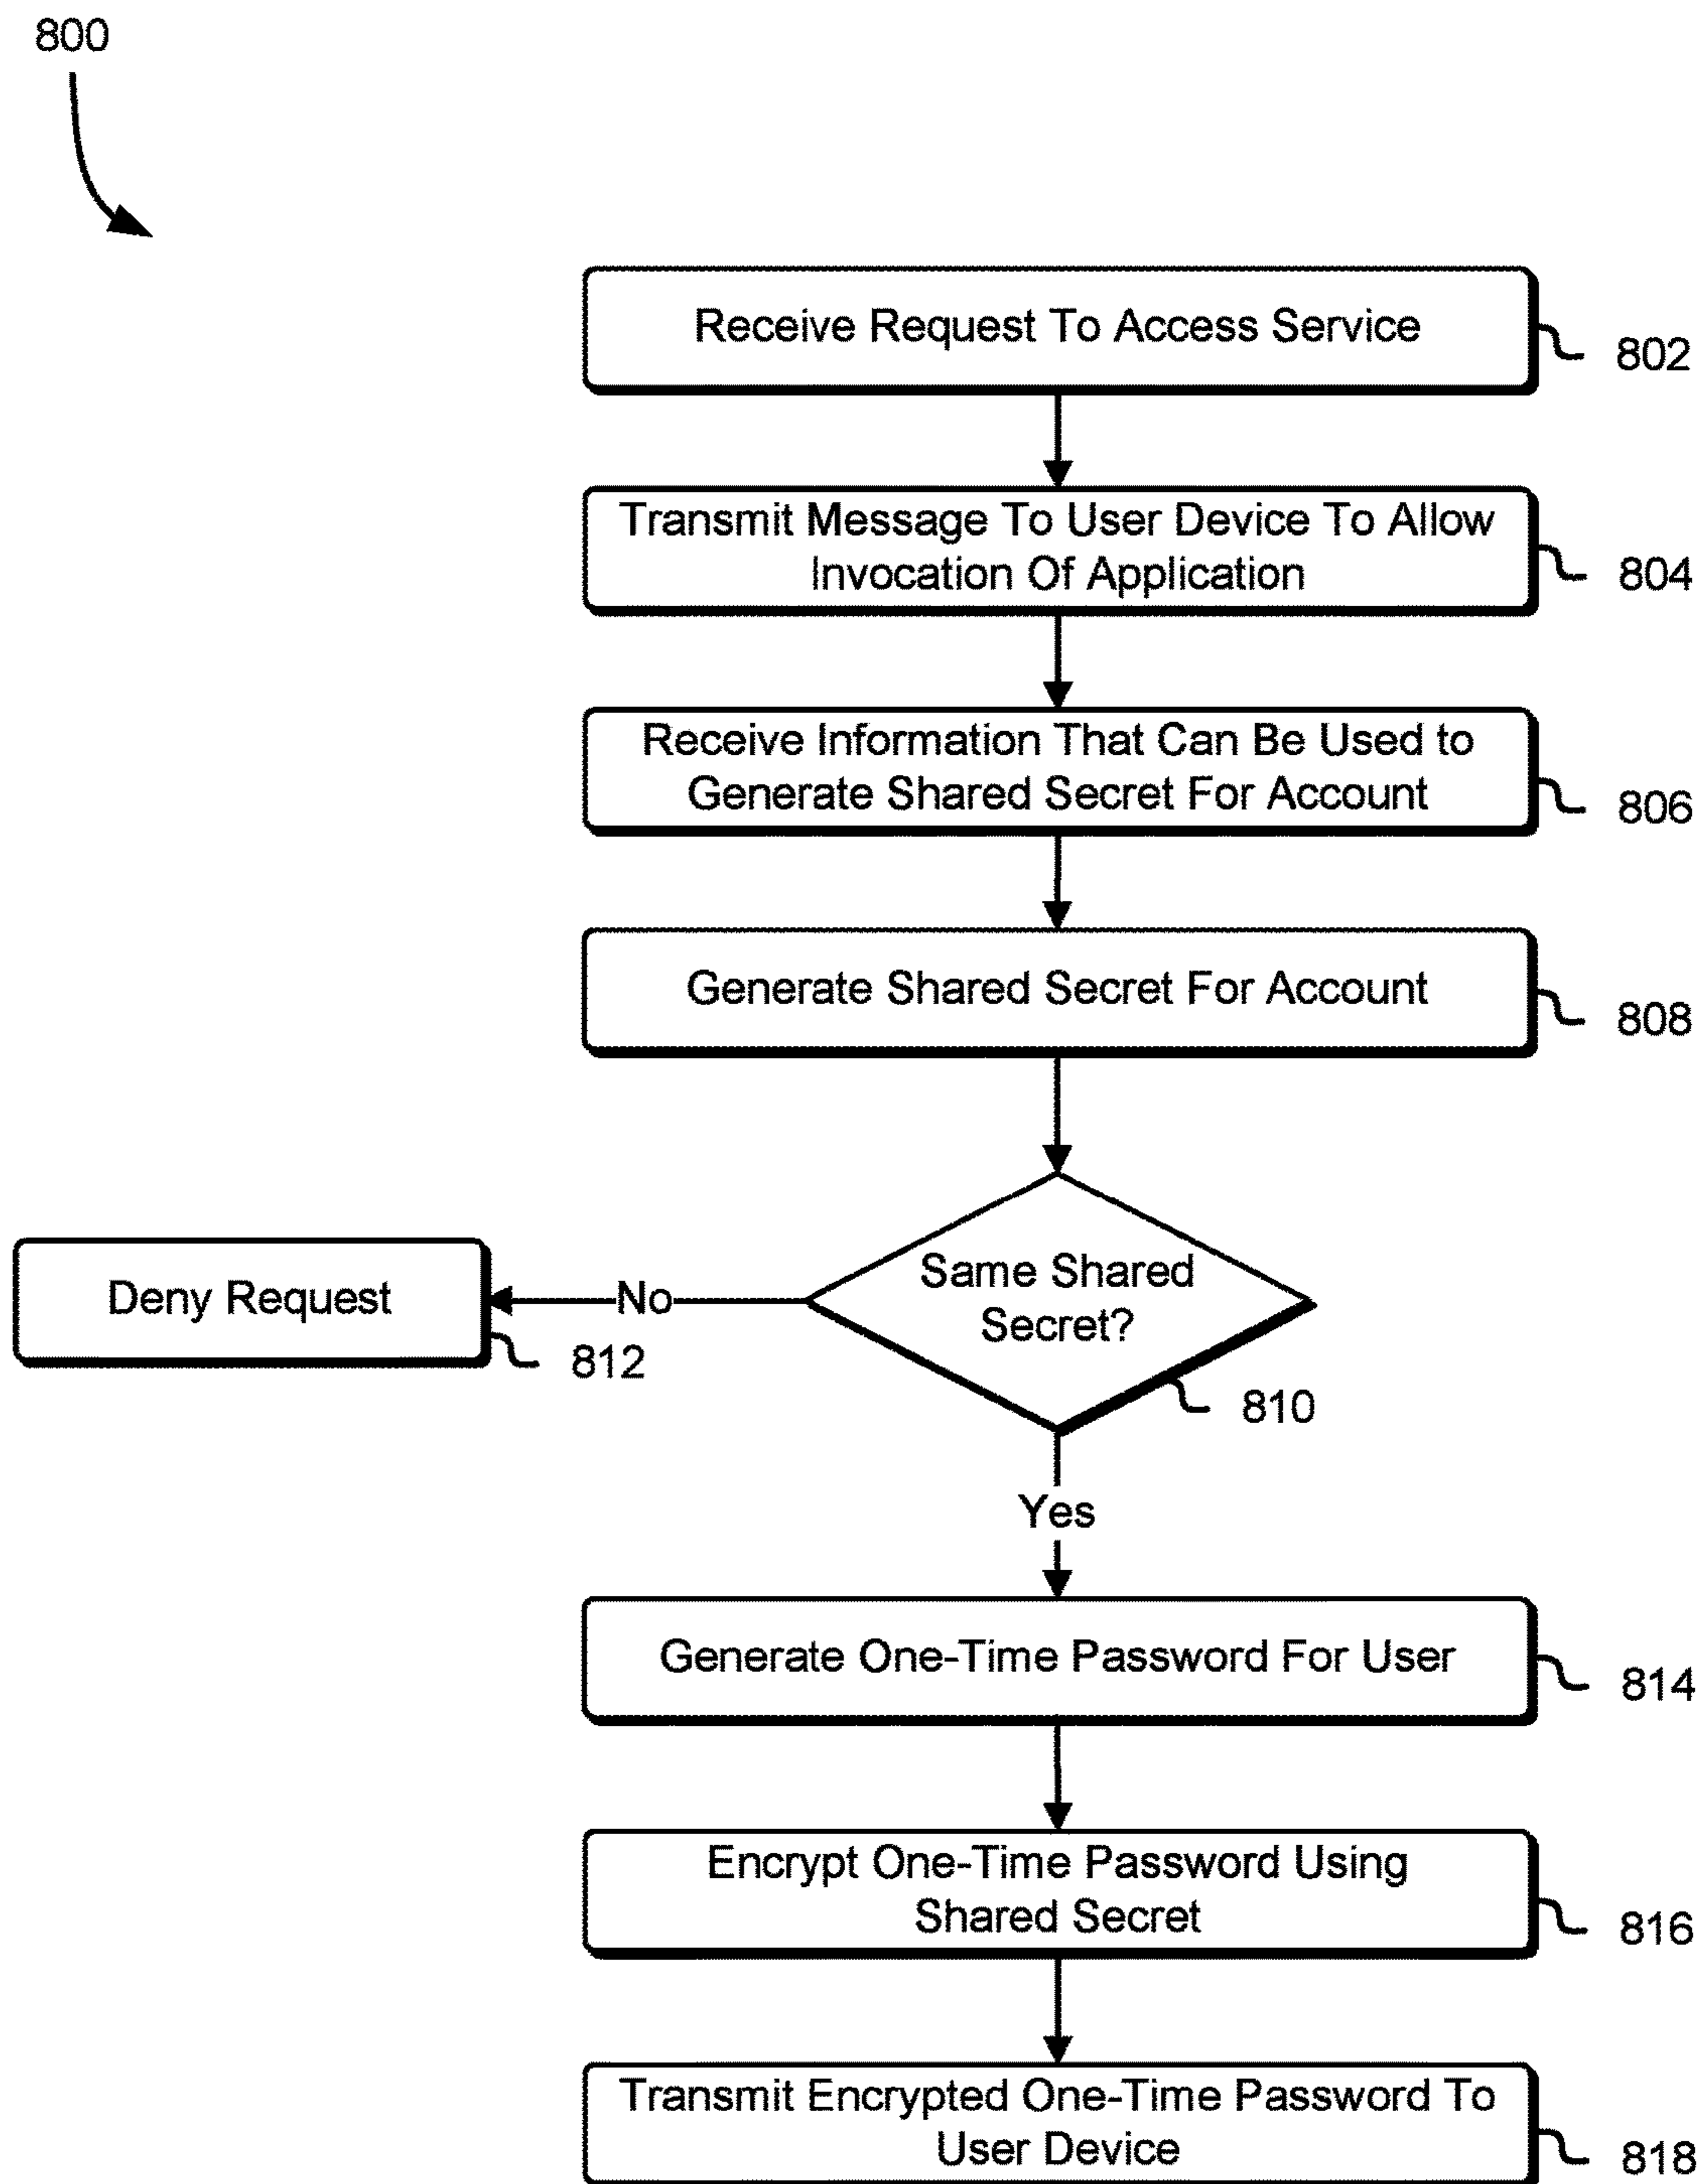 800
Receive Request To Access Service
802
Transmit Message To User Device To Allow
Invocation Of Application
804
Receive Information That Can Be Used to
Generate Shared Secret For Account
806
Generate Shared Secret For Account
808
Same Shared
Secret?
810
No
Deny Request
812
Yes
Generate One-Time Password For User
814
Encrypt One-Time Password Using
Shared Secret
816
Transmit Encrypted One-Time Password To
User Device
818